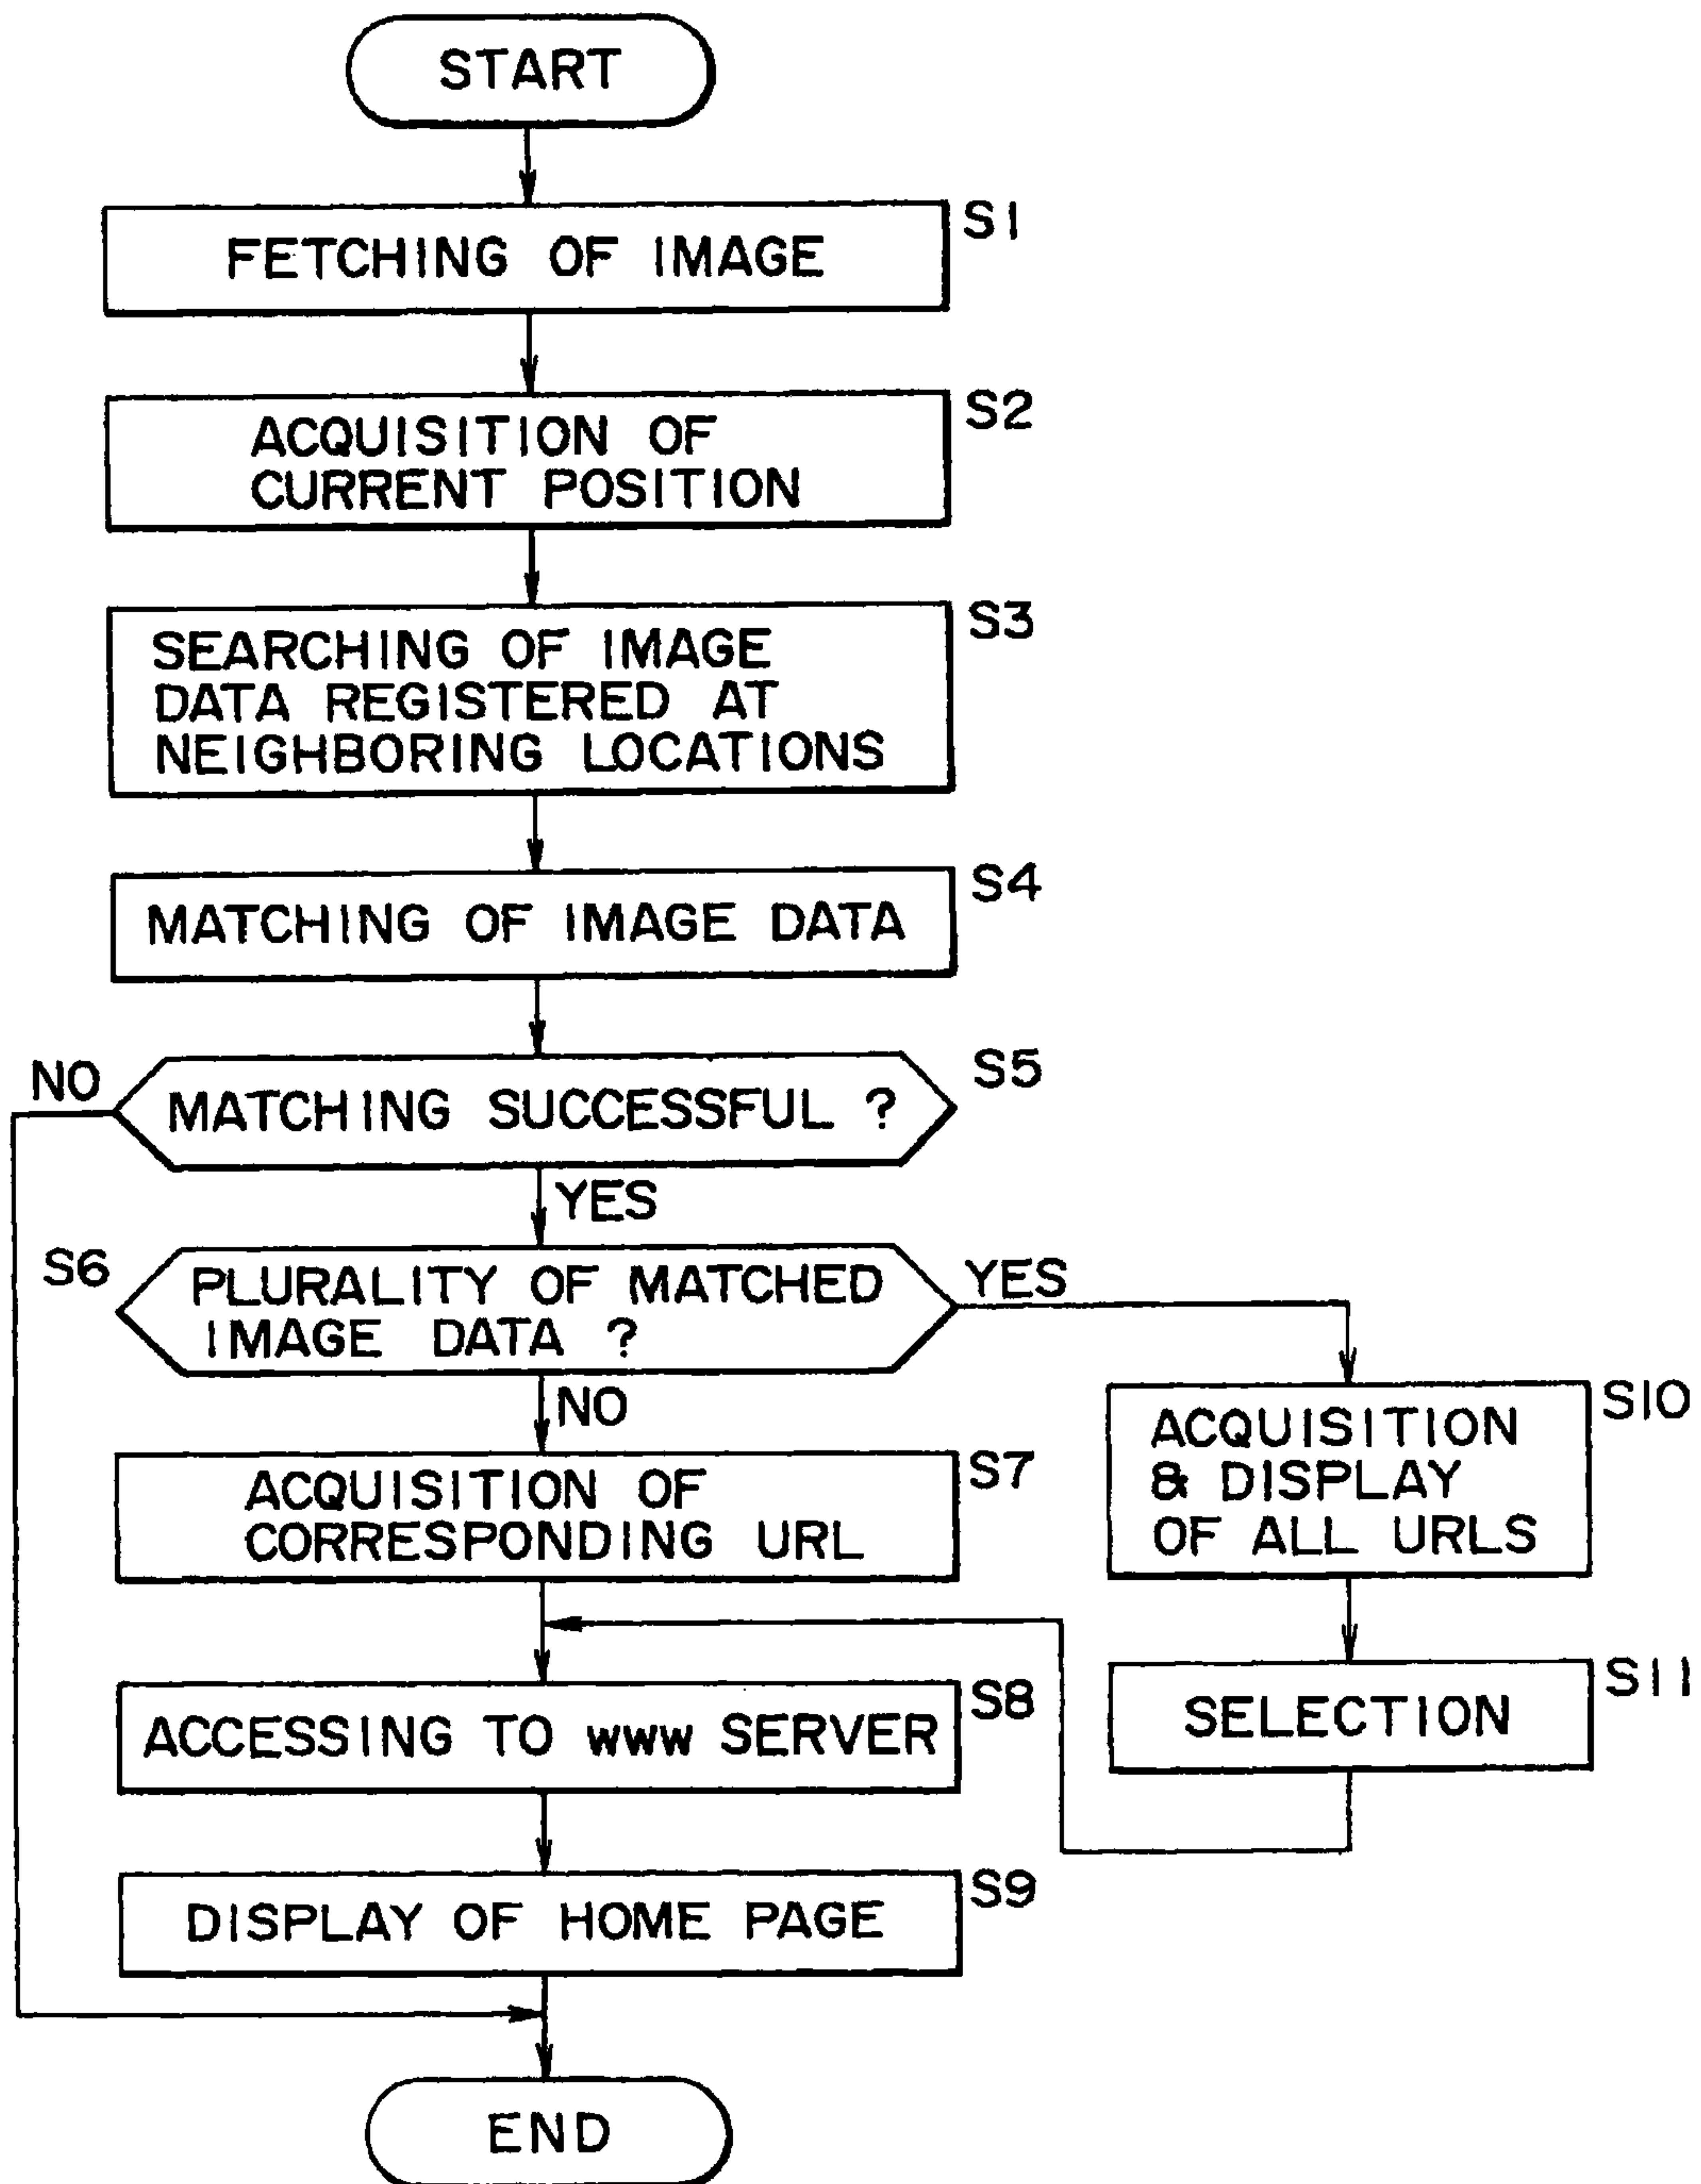 START
S1
FETCHING OF IMAGE
S2
ACQUISITION OF
CURRENT POSITION
S3
SEARCHING OF IMAGE
DATA REGISTERED AT
NEIGHBORING LOCATIONS
S4
MATCHING OF IMAGE DATA
S5
NO
MATCHING SUCCESSFUL ?
YES
S6
PLURALITY OF MATCHED
IMAGE DATA ?
YES
NO
S7
ACQUISITION OF
CORRESPONDING URL
S10
ACQUISITION
& DISPLAY
OF ALL URLS
S8
ACCESSING TO www SERVER
S11
SELECTION
S9
DISPLAY OF HOME PAGE
END